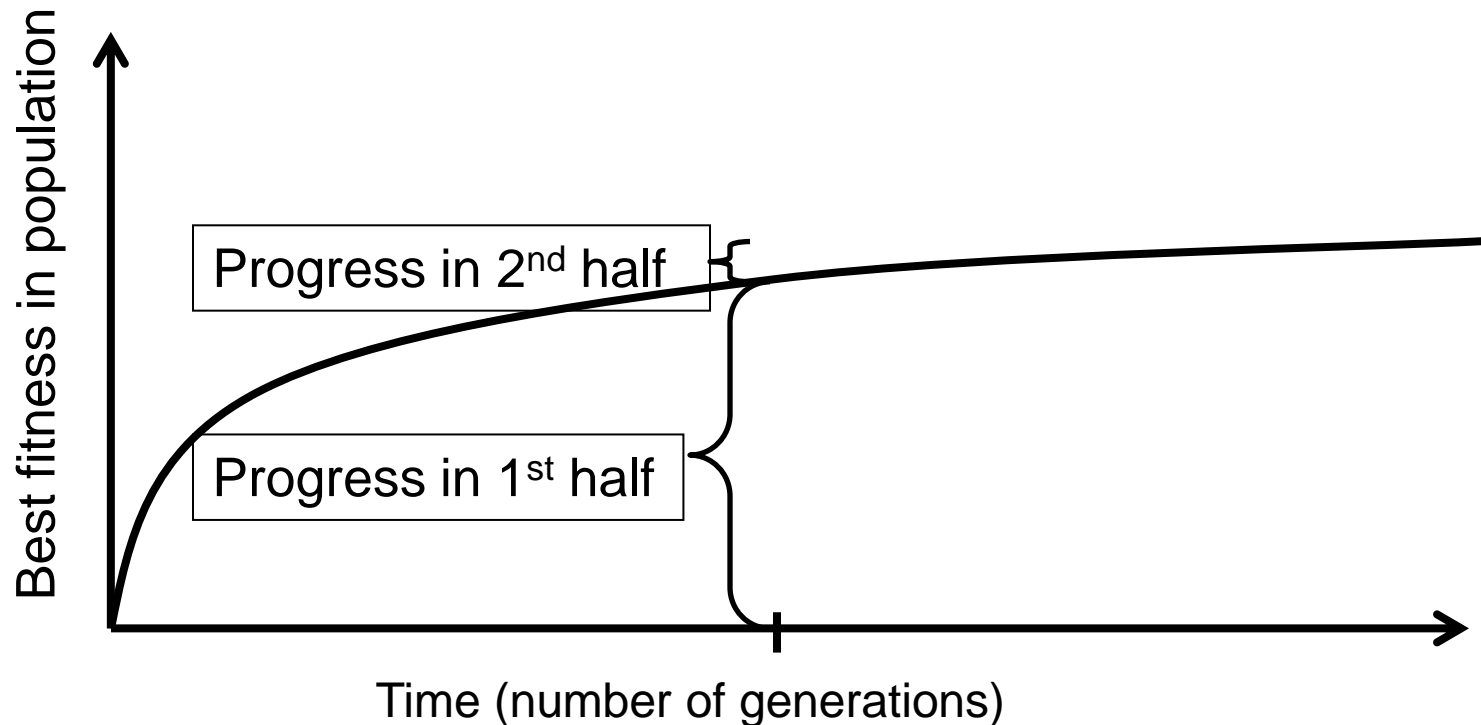 Best fitness in population
Progress in 2nd half
Progress in 1st half
Time (number of generations)